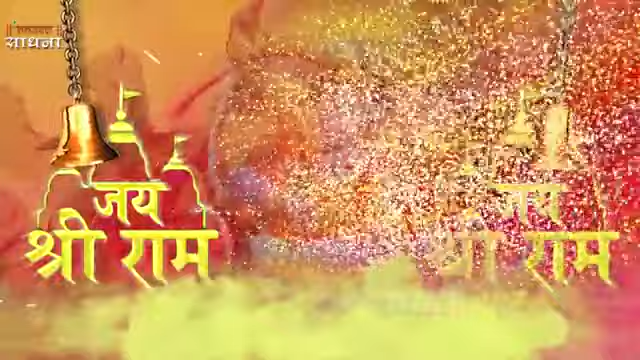 साधना
जय
श्री राम
जय
श्री राम